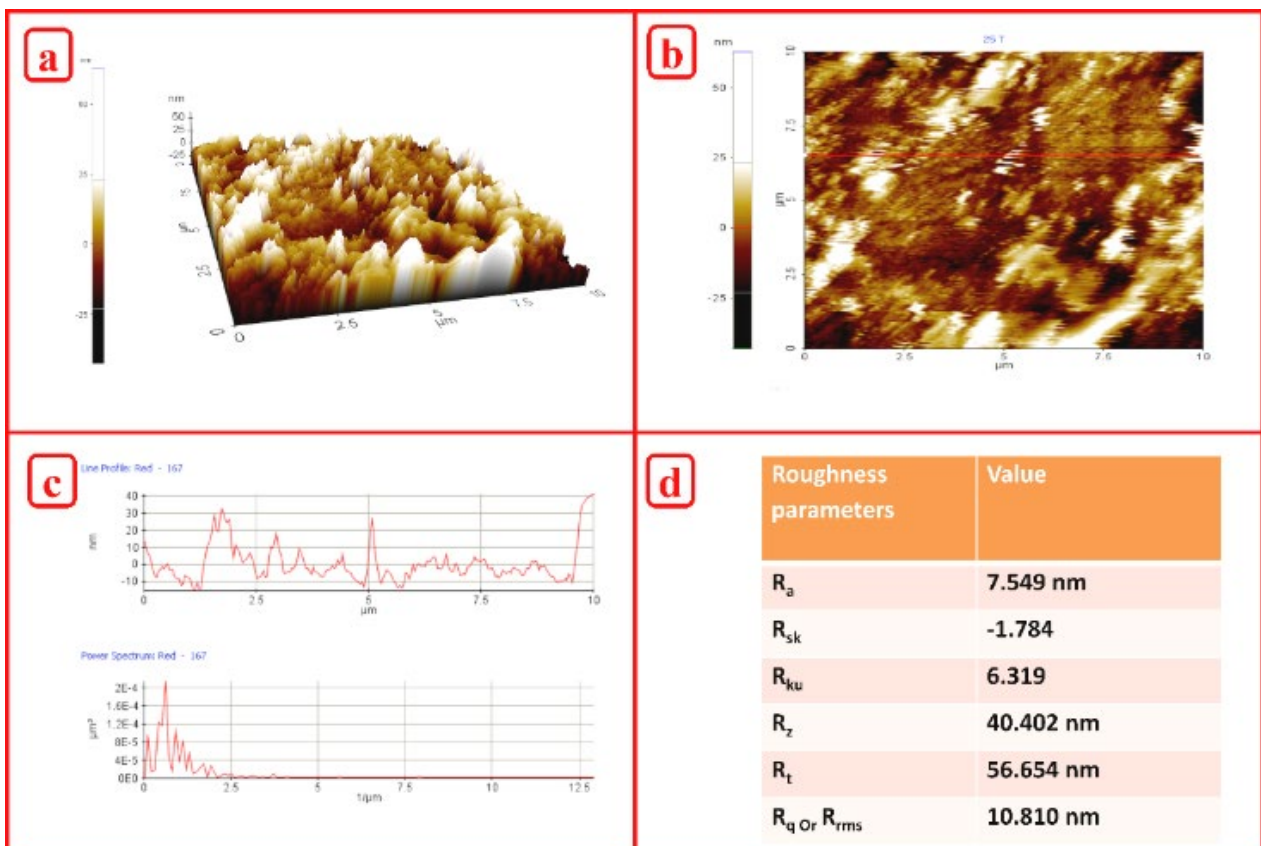 a
nm
50
25
0
-25
50
25
0
-25
5
2.5
0
0
2.5
5
7.5
10
µm
b
25 T
nm
50
25
0
-25
10
7.5
5
2.5
0
µm
0
2.5
5
7.5
10
µm
c
Line Profile: Red - 167
40
30
20
10
0
-10
nm
0
2.5
5
7.5
10
µm
Power Spectrum: Red - 167
2E-4
1.6E-4
1.2E-4
8E-5
4E-5
0E0
µm³
0
2.5
5
7.5
10
12.5
1/µm
d
Roughness parameters Value
Ra 7.549 nm
Rsk -1.784
Rku 6.319
Rz 40.402 nm
Rt 56.654 nm
Rq Or Rrms 10.810 nm